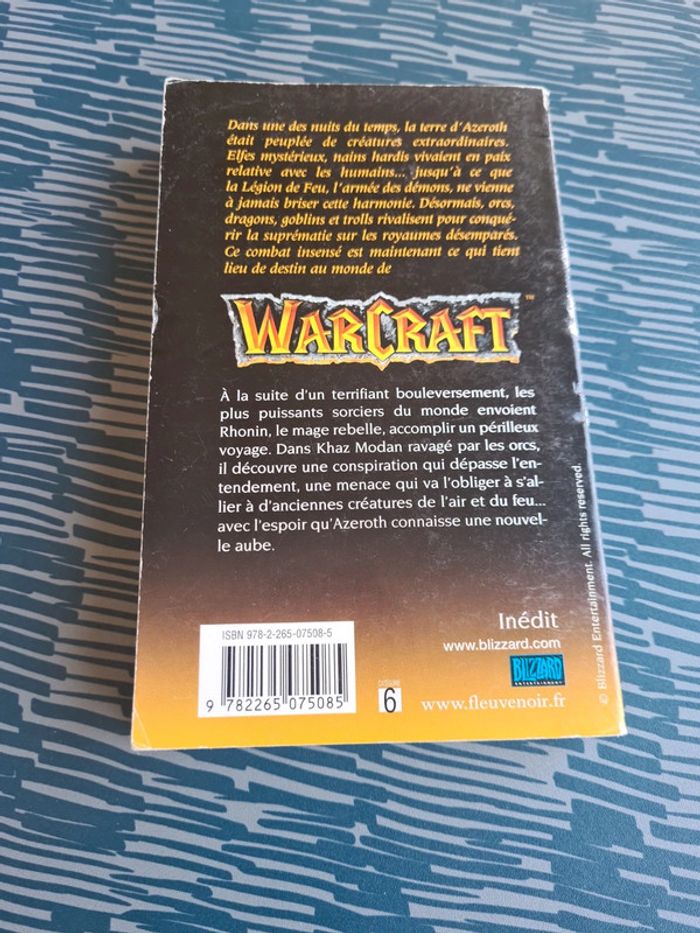 Dans une des nuits du temps, la terre d'Azeroth
était peuplée de créatures extraordinaires.
Elfes mystérieux, nains hardis vivaient en paix
relative avec les humains... jusqu'à ce que
la Légion de Feu, l'armée des démons, ne vienne
à jamais briser cette harmonie. Désormais, orcs,
dragons, goblins et trolls rivalisent pour conqué-
rir la suprématie sur les royaumes désemparés.
Ce combat insensé est maintenant ce qui tient
lieu de destin au monde de
WARCRAFT™
À la suite d'un terrifiant bouleversement, les
plus puissants sorciers du monde envoient
Rhonin, le mage rebelle, accomplir un périlleux
voyage. Dans Khaz Modan ravagé par les orcs,
il découvre une conspiration qui dépasse l'en-
tendement, une menace qui va l'obliger à s'al-
lier à d'anciennes créatures de l'air et du feu...
avec l'espoir qu'Azeroth connaisse une nouvel-
le aube.
© Blizzard Entertainment. All rights reserved.
ISBN 978-2-265-07508-5
9 782265 075085
CATÉGORIE
6
Inédit
www.blizzard.com
BLIZZARD
ENTERTAINMENT
www.fleuvenoir.fr